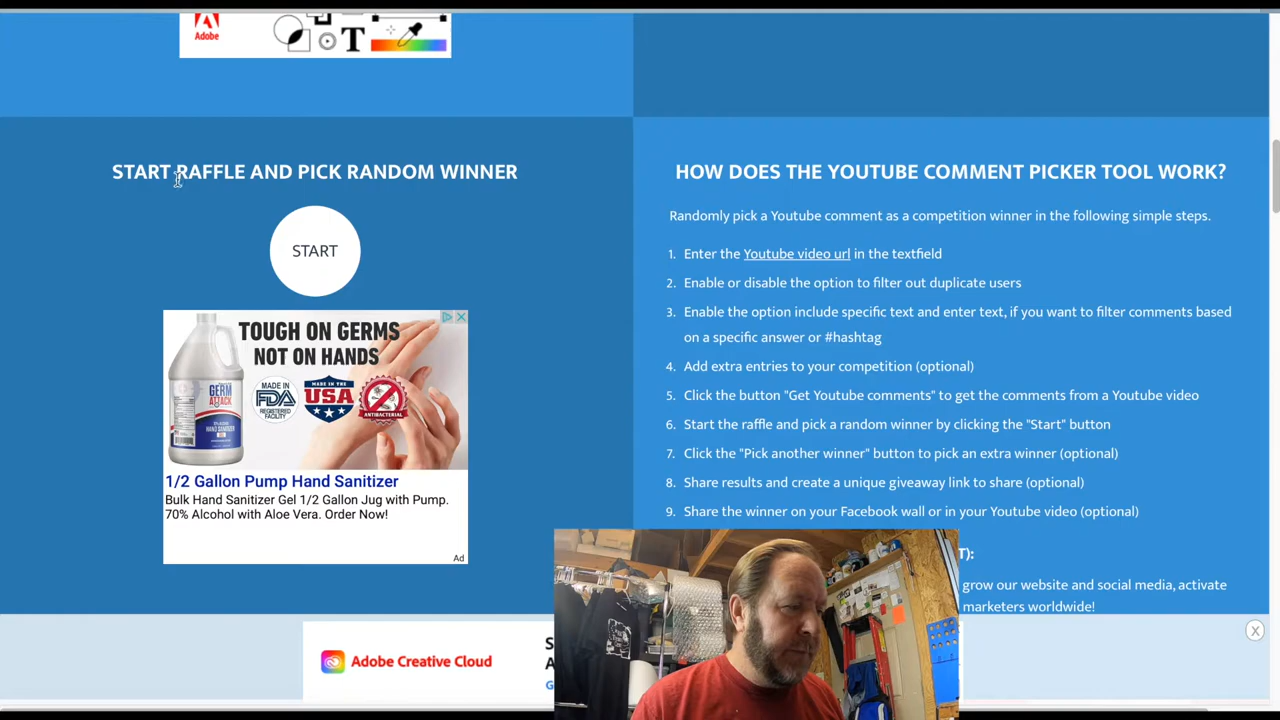 Adobe
T
START RAFFLE AND PICK RANDOM WINNER
START
TOUGH ON GERMS
NOT ON HANDS
MADE IN
FDA
REGISTERED
FACILITY
MADE IN THE
USA
ANTIBACTERIAL
GERM
ATTACK
1/2 Gallon Pump Hand Sanitizer
Bulk Hand Sanitizer Gel 1/2 Gallon Jug with Pump.
70% Alcohol with Aloe Vera. Order Now!
Ad
HOW DOES THE YOUTUBE COMMENT PICKER TOOL WORK?
Randomly pick a Youtube comment as a competition winner in the following simple steps.
1. Enter the Youtube video url in the textfield
2. Enable or disable the option to filter out duplicate users
3. Enable the option include specific text and enter text, if you want to filter comments based
on a specific answer or #hashtag
4. Add extra entries to your competition (optional)
5. Click the button "Get Youtube comments" to get the comments from a Youtube video
6. Start the raffle and pick a random winner by clicking the "Start" button
7. Click the "Pick another winner" button to pick an extra winner (optional)
8. Share results and create a unique giveaway link to share (optional)
9. Share the winner on your Facebook wall or in your Youtube video (optional)
T):
grow our website and social media, activate
marketers worldwide!
X
Adobe Creative Cloud
S
A
G